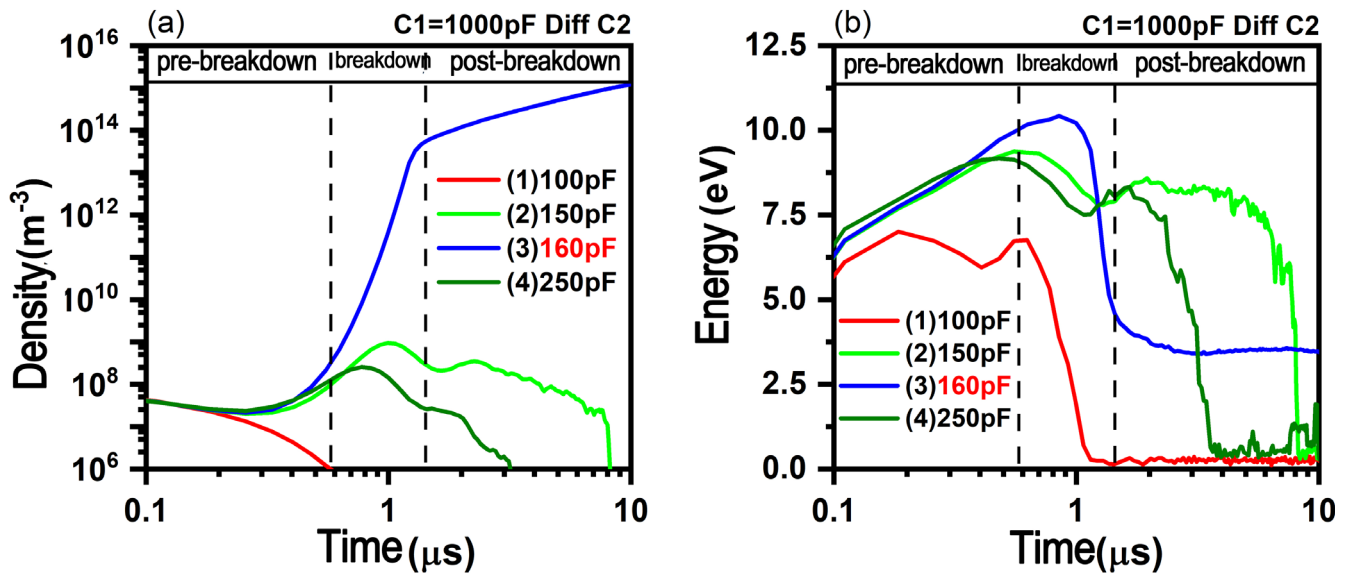 (a)
C1=1000pF Diff C2
10^16
pre-breakdown
breakdown
post-breakdown
10^14
10^12
10^10
10^8
10^6
Density(m^-3)
(1)100pF
(2)150pF
(3)160pF
(4)250pF
0.1
1
10
Time(μs)
(b)
C1=1000pF Diff C2
12.5
pre-breakdown
breakdown
post-breakdown
10.0
7.5
5.0
2.5
0.0
Energy(eV)
(1)100pF
(2)150pF
(3)160pF
(4)250pF
0.1
1
10
Time(μs)